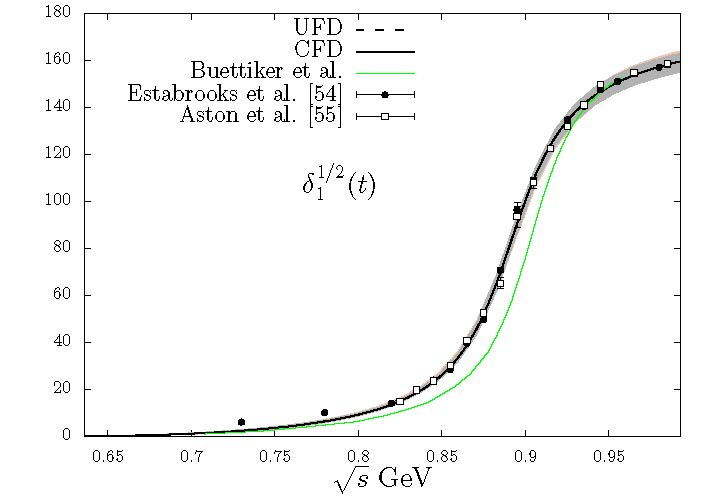 UFD
CFD
Buettiker et al.
Estabrooks et al. [54]
Aston et al. [55]
δ₁^{1/2}(t)
180
160
140
120
100
80
60
40
20
0
0.65 0.7 0.75 0.8 0.85 0.9 0.95
√s GeV